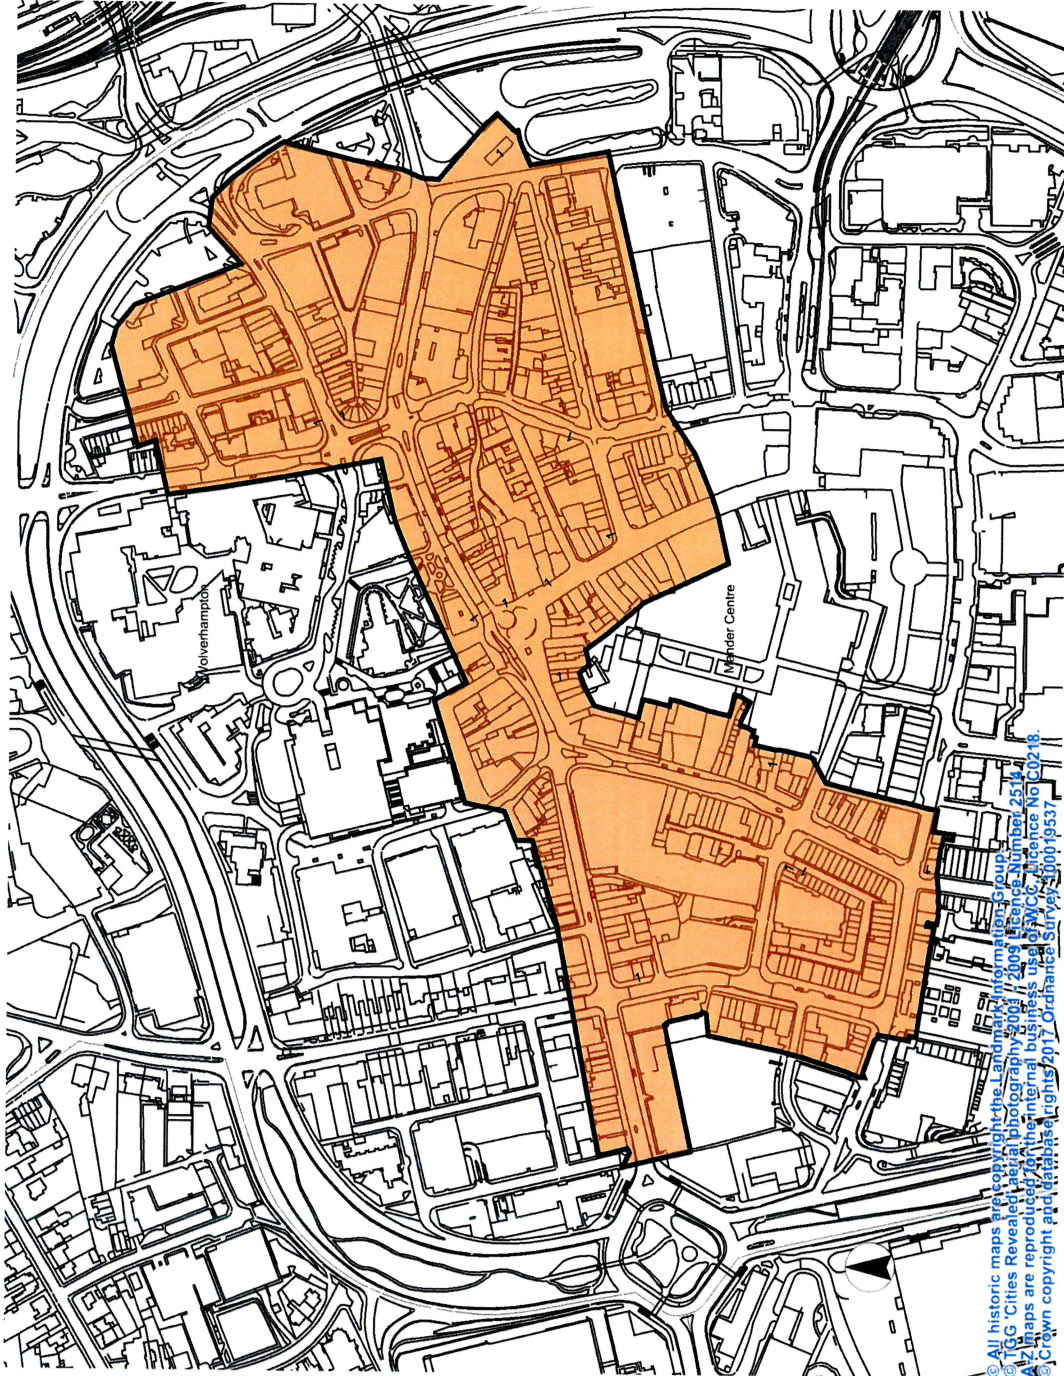 Wolverhampton
Mander Centre
© All historic maps are copyright the Landmark Information Group.
© TGG 'Cities Revealed' aerial photography 2001 / 2009 Licence Number 2514.
A-Z maps are reproduced for the internal business use of WCC, Licence No C0218.
© Crown copyright and database rights 2017 Ordnance Survey 100019537.